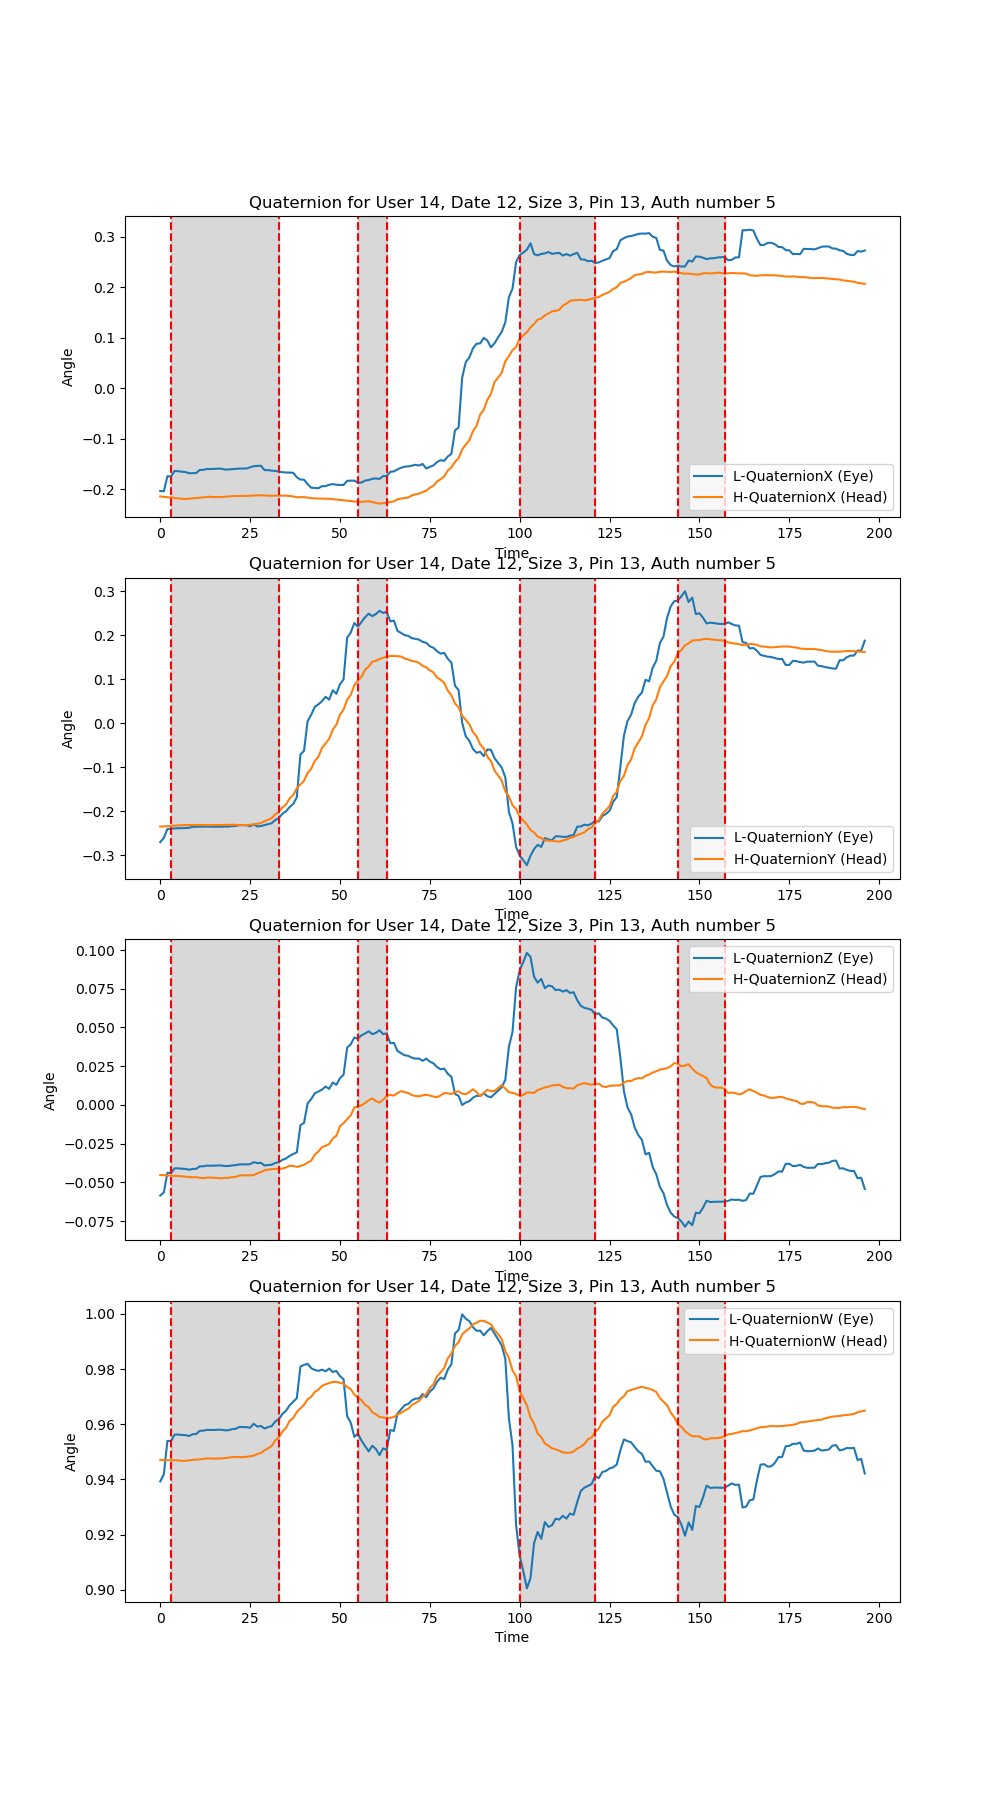 Quaternion for User 14, Date 12, Size 3, Pin 13, Auth number 5
0.3
0.2
0.1
0.0
−0.1
−0.2
Angle
L-QuaternionX (Eye)
H-QuaternionX (Head)
0 25 50 75 100 125 150 175 200
Time
Quaternion for User 14, Date 12, Size 3, Pin 13, Auth number 5
0.3
0.2
0.1
0.0
−0.1
−0.2
−0.3
Angle
L-QuaternionY (Eye)
H-QuaternionY (Head)
0 25 50 75 100 125 150 175 200
Time
Quaternion for User 14, Date 12, Size 3, Pin 13, Auth number 5
L-QuaternionZ (Eye)
H-QuaternionZ (Head)
0.100
0.075
0.050
0.025
0.000
−0.025
−0.050
−0.075
Angle
0 25 50 75 100 125 150 175 200
Time
Quaternion for User 14, Date 12, Size 3, Pin 13, Auth number 5
L-QuaternionW (Eye)
H-QuaternionW (Head)
1.00
0.98
0.96
0.94
0.92
0.90
Angle
0 25 50 75 100 125 150 175 200
Time